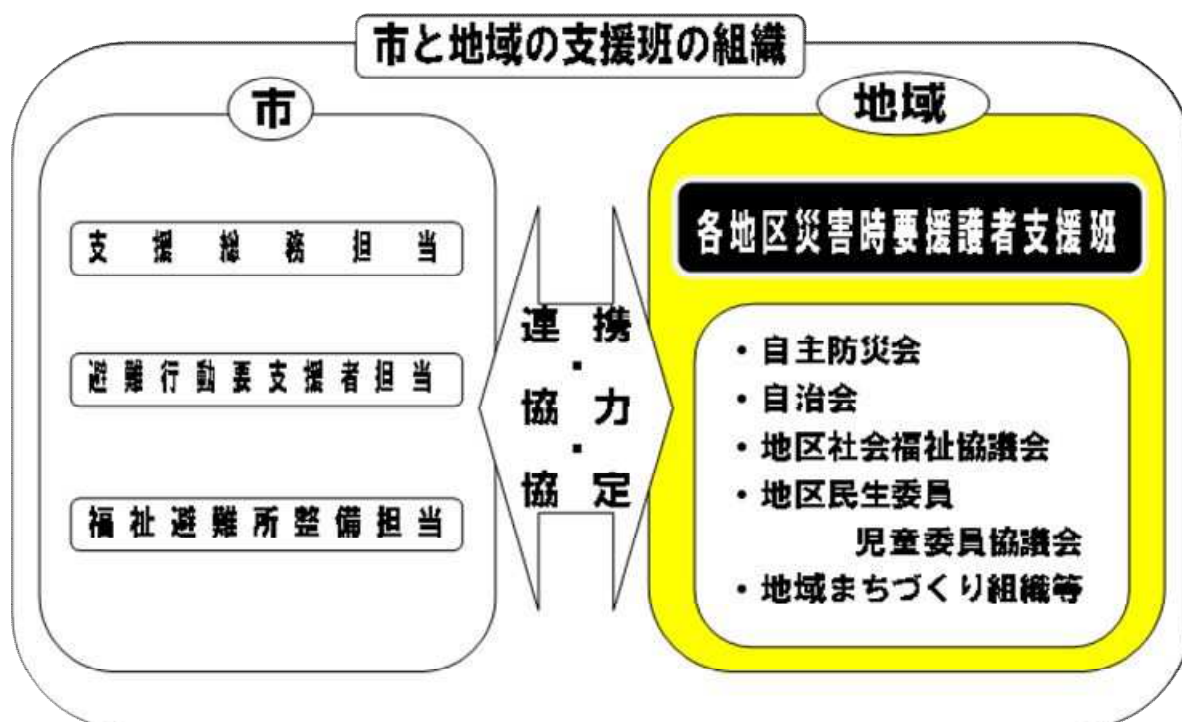 市と地域の支援班の組織
市
支援総務担当
避難行動要支援者担当
福祉避難所整備担当
連携
・
協力
・
協定
地域
各地区災害時要援護者支援班
・自主防災会
・自治会
・地区社会福祉協議会
・地区民生委員
児童委員協議会
・地域まちづくり組織等